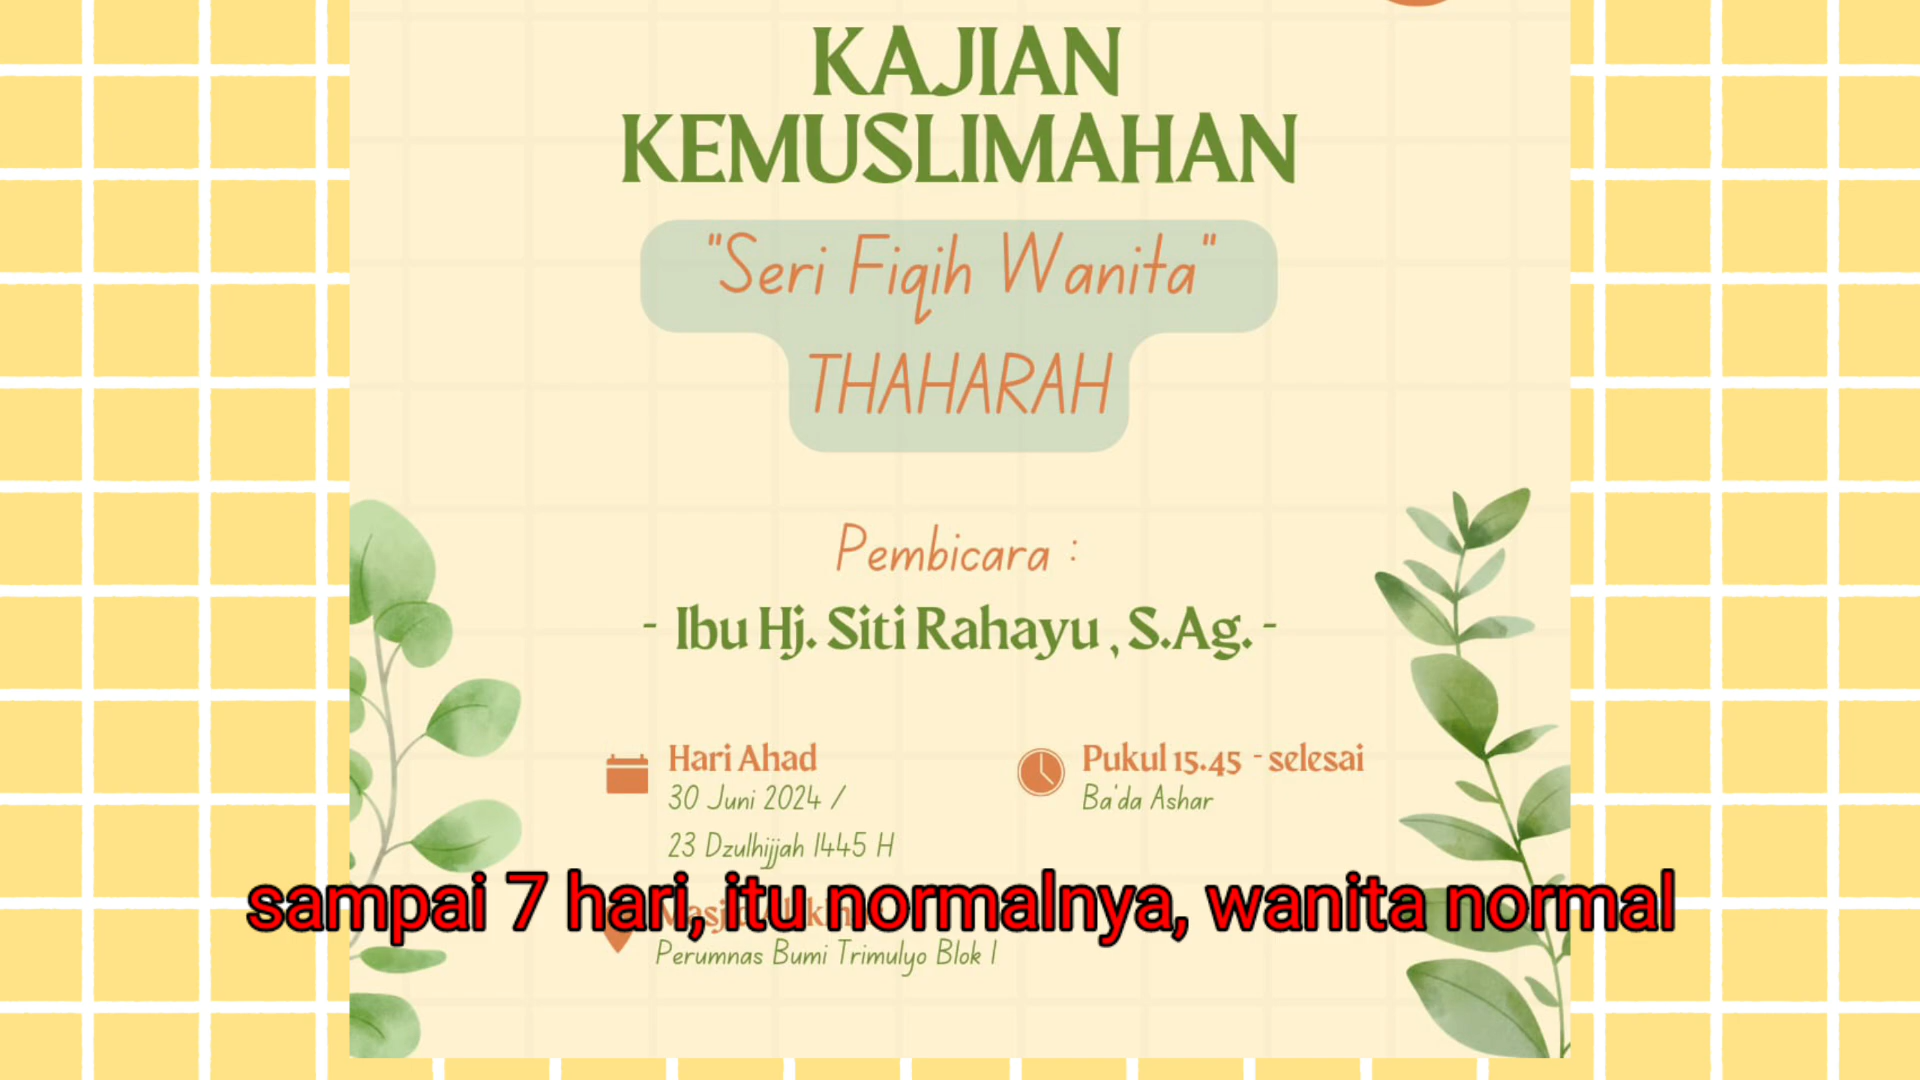 KAJIAN
KEMUSLIMAHAN
"Seri Fiqih Wanita"
THAHARAH
Pembicara :
- Ibu Hj. Siti Rahayu , S.Ag. -
Hari Ahad
30 Juni 2024 /
23 Dzulhijjah 1445 H
Pukul 15.45 - selesai
Ba'da Ashar
sampai 7 hari, itu normalnya, wanita normal
Perumnas Bumi Trimulyo Blok I